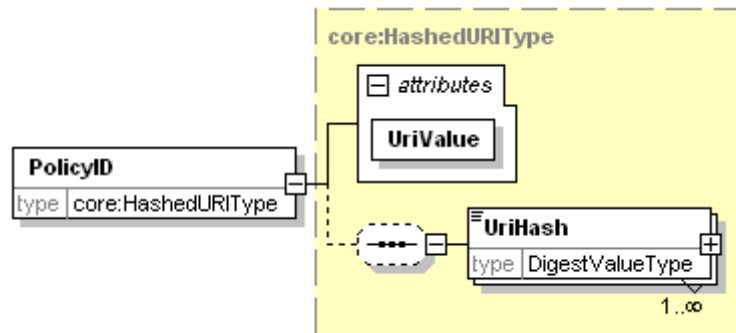 core:HashedURIType
attributes
UriValue
PolicyID
type core:HashedURIType
UriHash
type DigestValueType
1..∞